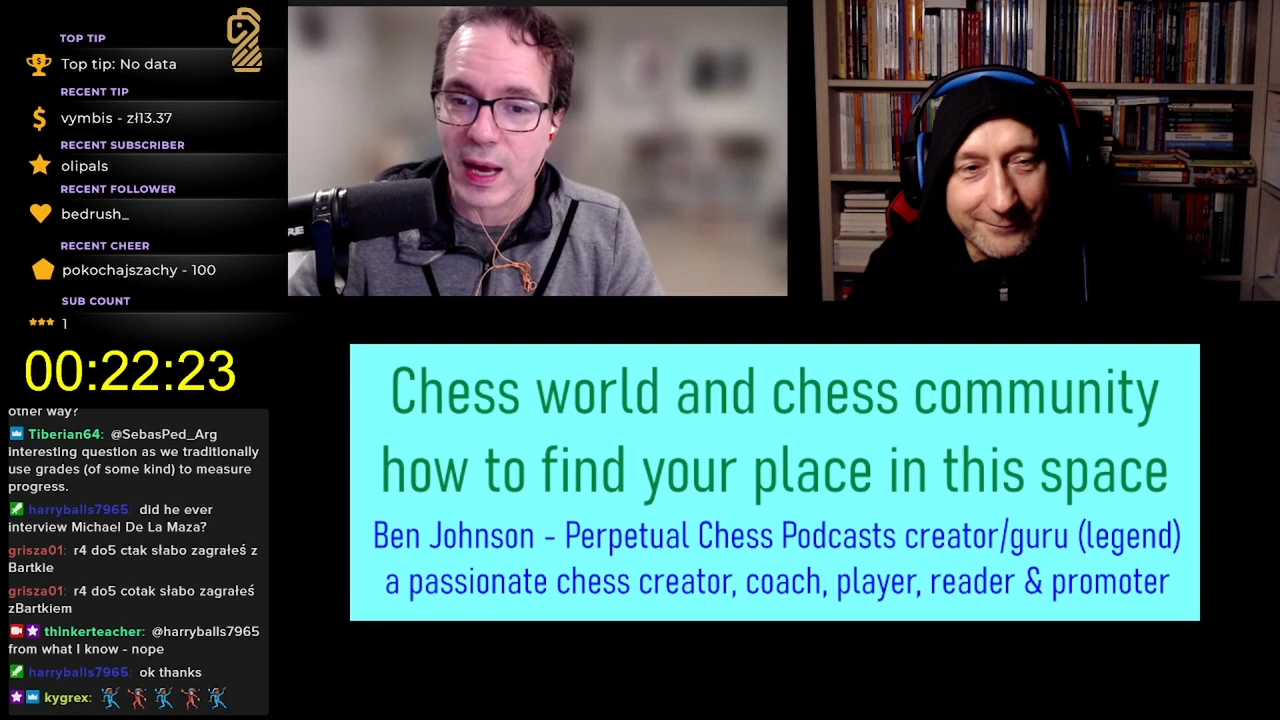 TOP TIP
Top tip: No data
RECENT TIP
vymbis - zł13.37
RECENT SUBSCRIBER
olipals
RECENT FOLLOWER
bedrush_
RECENT CHEER
pokochajszachy - 100
SUB COUNT
1
00:22:23
other way?
Tiberian64: @SebasPed_Arg
Interesting question as we traditionally
use grades (of some kind) to measure
progress.
harryballs7965: did he ever
interview Michael De La Maza?
grisza01: r4 do5 ctak słabo zagrałeś z
Bartkie
grisza01: r4 do5 cotak słabo zagrałeś
zBartkiem
thinkerteacher: @harryballs7965
from what I know - nope
harryballs7965: ok thanks
kygrex:
Chess world and chess community
how to find your place in this space
Ben Johnson - Perpetual Chess Podcasts creator/guru (legend)
a passionate chess creator, coach, player, reader & promoter